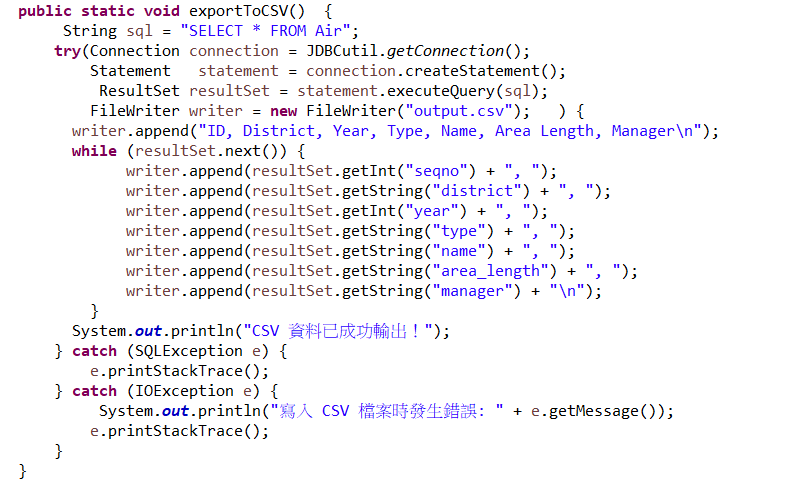 public static void exportToCSV()  {
     String sql = "SELECT * FROM Air";
    try(Connection connection = JDBCutil.getConnection();
        Statement   statement = connection.createStatement();
         ResultSet resultSet = statement.executeQuery(sql);
        FileWriter writer = new FileWriter("output.csv");   ) {
      writer.append("ID, District, Year, Type, Name, Area Length, Manager\n");
      while (resultSet.next()) {
            writer.append(resultSet.getInt("seqno") + ", ");
            writer.append(resultSet.getString("district") + ", ");
            writer.append(resultSet.getInt("year") + ", ");
            writer.append(resultSet.getString("type") + ", ");
            writer.append(resultSet.getString("name") + ", ");
            writer.append(resultSet.getString("area_length") + ", ");
            writer.append(resultSet.getString("manager") + "\n");
        }
      System.out.println("CSV 資料已成功輸出！");
    } catch (SQLException e) {
        e.printStackTrace();
    } catch (IOException e) {
         System.out.println("寫入 CSV 檔案時發生錯誤: " + e.getMessage());
        e.printStackTrace();
    }
}